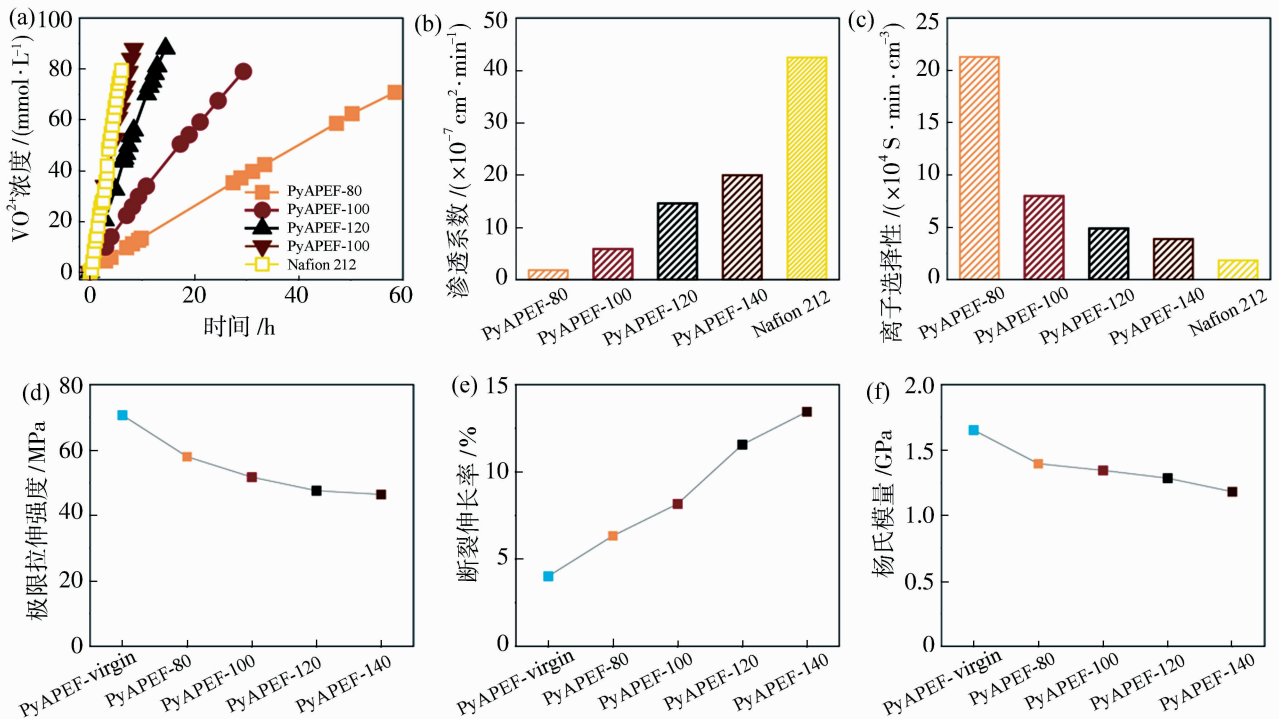 (a)
VO²⁺浓度 /(mmol·L⁻¹)
100
80
60
40
20
0
PyAPEF-80
PyAPEF-100
PyAPEF-120
PyAPEF-100
Nafion 212
0 20 40 60
时间 /h
(b)
渗透系数 /(×10⁻⁷ cm²·min⁻¹)
50
40
30
20
10
0
PyAPEF-80
PyAPEF-100
PyAPEF-120
PyAPEF-140
Nafion 212
(c)
离子选择性 /(×10⁴ S·min·cm⁻³)
25
20
15
10
5
0
PyAPEF-80
PyAPEF-100
PyAPEF-120
PyAPEF-140
Nafion 212
(d)
极限拉伸强度 /MPa
80
60
40
20
0
PyAPEF-virgin
PyAPEF-80
PyAPEF-100
PyAPEF-120
PyAPEF-140
(e)
断裂伸长率 /%
15
10
5
0
PyAPEF-virgin
PyAPEF-80
PyAPEF-100
PyAPEF-120
PyAPEF-140
(f)
杨氏模量 /GPa
2.0
1.5
1.0
0.5
0
PyAPEF-virgin
PyAPEF-80
PyAPEF-100
PyAPEF-120
PyAPEF-140